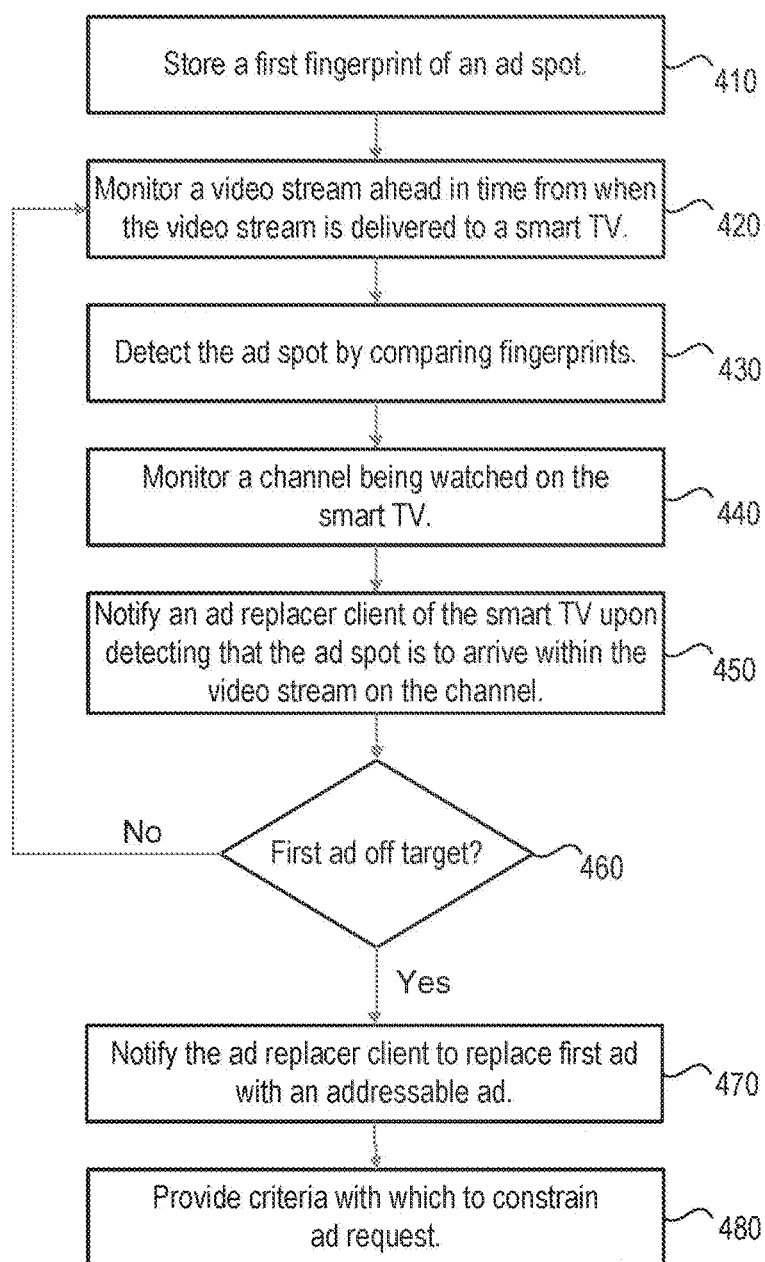 Store a first fingerprint of an ad spot.
410
Monitor a video stream ahead in time from when
the video stream is delivered to a smart TV.
420
Detect the ad spot by comparing fingerprints.
430
Monitor a channel being watched on the
smart TV.
440
Notify an ad replacer client of the smart TV upon
detecting that the ad spot is to arrive within the
video stream on the channel.
450
No
First ad off target?
460
Yes
Notify the ad replacer client to replace first ad
with an addressable ad.
470
Provide criteria with which to constrain
ad request.
480